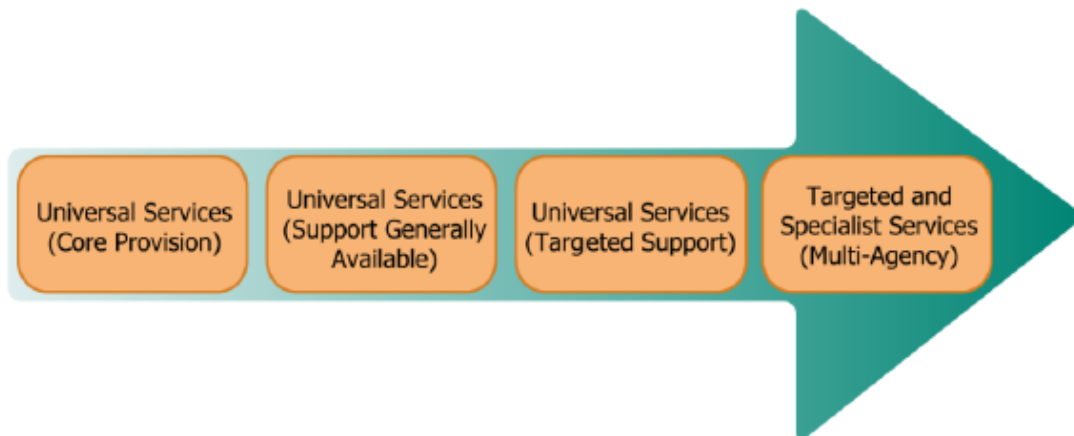 Universal Services
(Core Provision)
Universal Services
(Support Generally
Available)
Universal Services
(Targeted Support)
Targeted and
Specialist Services
(Multi-Agency)